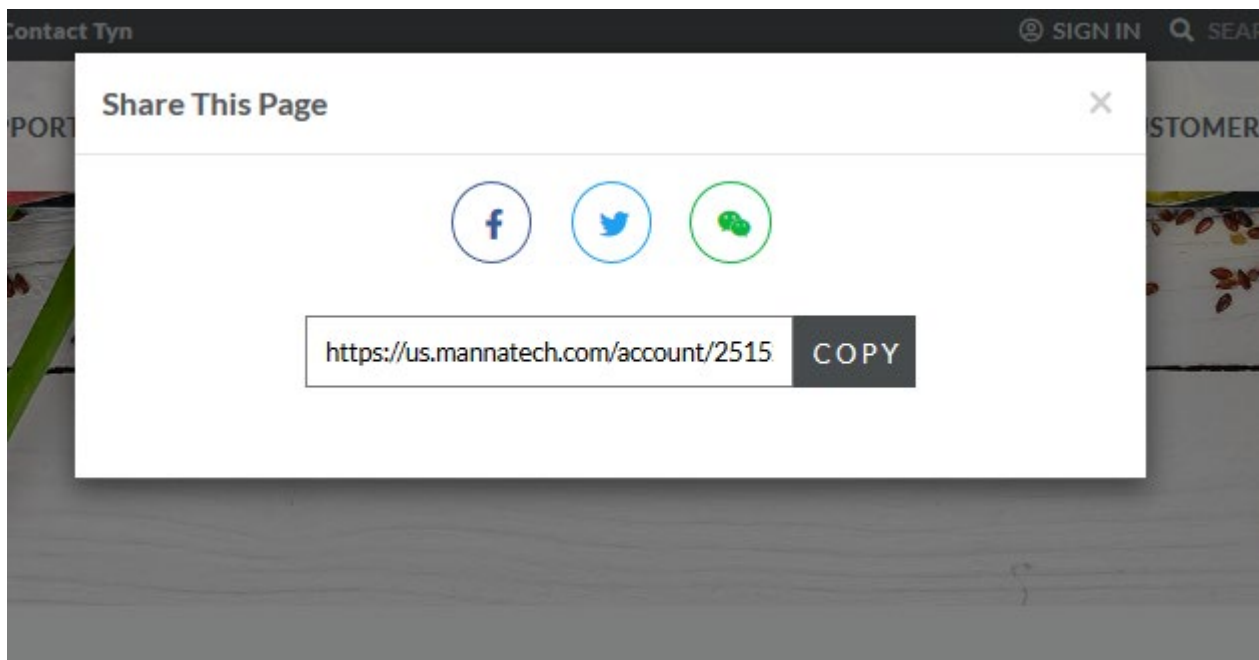 Contact Tyn
SIGN IN
Share This Page
https://us.mannatech.com/account/2515
COPY